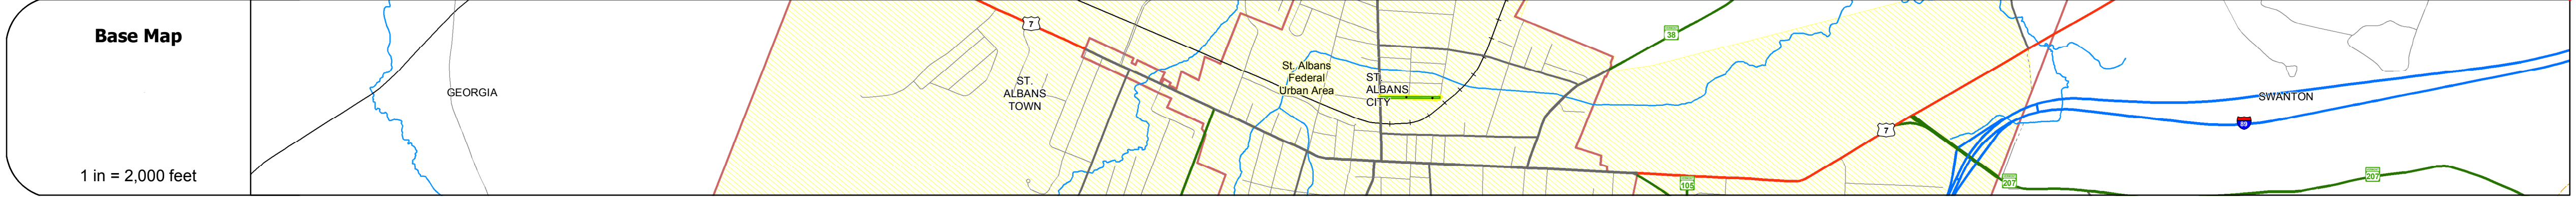 Base Map
1 in = 2,000 feet
GEORGIA
7
ST.
ALBANS
TOWN
St. Albans
Federal
Urban Area
ST.
ALBANS
CITY
38
105
7
207
SWANTON
89
207